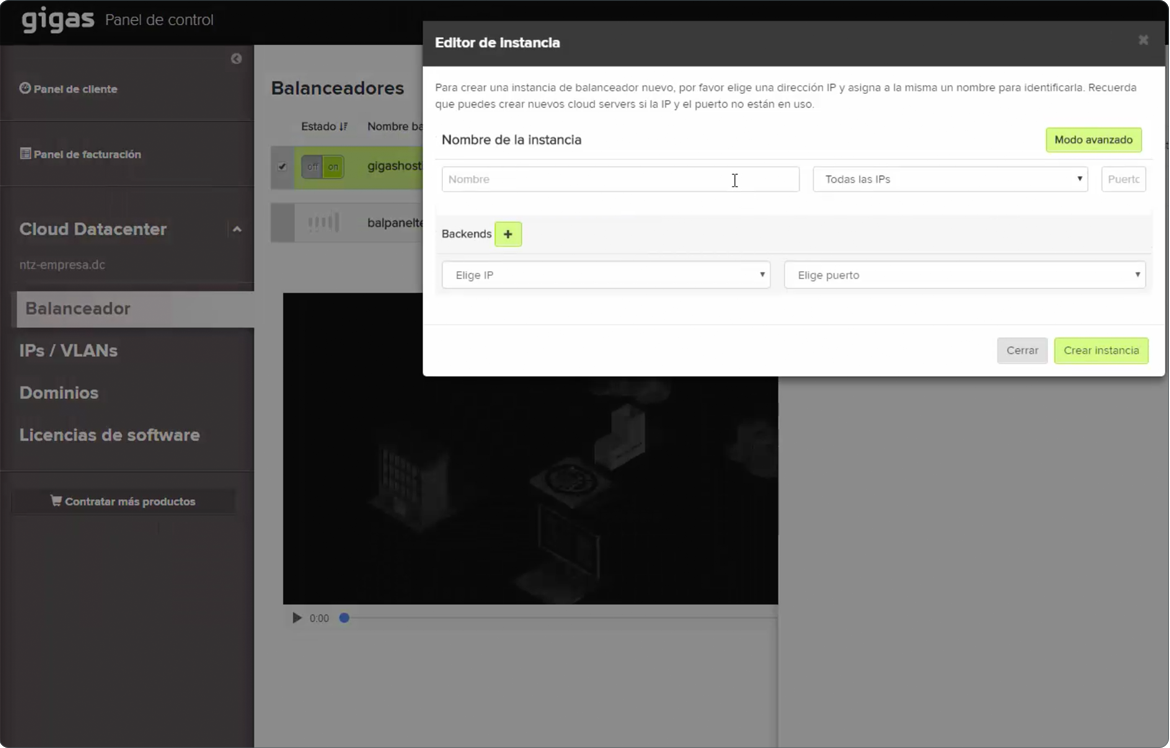 gigas Panel de control
Editor de instancia
Para crear una instancia de balanceador nuevo, por favor elige una dirección IP y asigna a la misma un nombre para identificarla. Recuerda
que puedes crear nuevos cloud servers si la IP y el puerto no están en uso.
Nombre de la instancia
Modo avanzado
Nombre
Todas las IPs
Puerto
Backends +
Elige IP
Elige puerto
Cerrar
Crear instancia
Panel de cliente
Panel de facturación
Cloud Datacenter
ntz-empresa.dc
Balanceador
IPs / VLANs
Dominios
Licencias de software
Contratar más productos
Balanceadores
Estado
Nombre ba
off on
gigashost
balpanelte
0:00